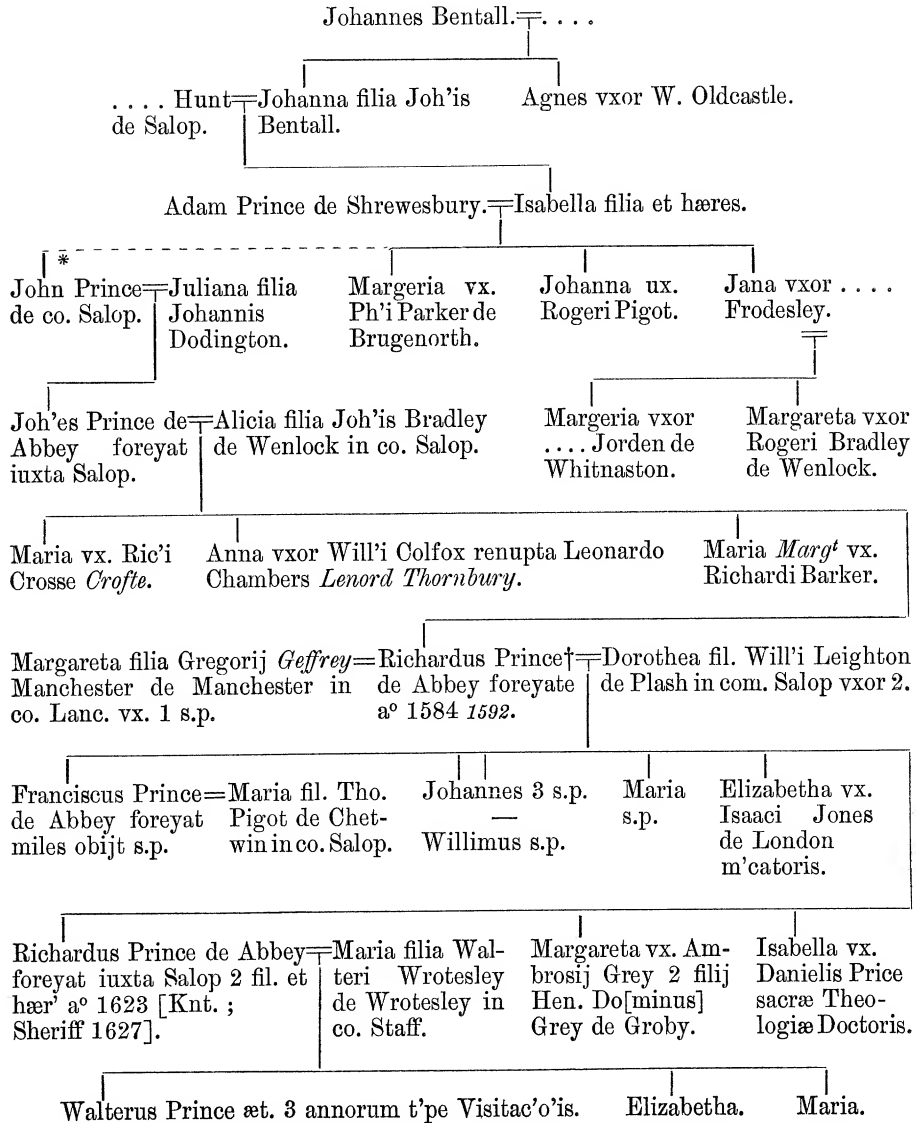 Johannes Bentall. . . . .
. . . . Hunt
de Salop.
Johanna filia Joh'is
Bentall.
Agnes vxor W. Oldcastle.
Adam Prince de Shrewesbury.
Isabella filia et hæres.
*
John Prince
de co. Salop.
Juliana filia
Johannis
Dodington.
Margeria vx.
Ph'i Parker de
Brugenorth.
Johanna ux.
Rogeri Pigot.
Jana vxor . . . .
Frodesley.
Joh'es Prince de
Abbey foreyat
iuxta Salop.
Alicia filia Joh'is Bradley
de Wenlock in co. Salop.
Margeria vxor
. . . . Jorden de
Whitnaston.
Margareta vxor
Rogeri Bradley
de Wenlock.
Maria vx. Ric'i
Crosse Crofte.
Anna vxor Will'i Colfox renupta Leonardo
Chambers Lenord Thornbury.
Maria Margt vx.
Richardi Barker.
Margareta filia Gregorij Geffrey
Manchester de Manchester in
co. Lanc. vx. 1 s.p.
Richardus Prince†
de Abbey foreyate
aº 1584 1592.
Dorothea fil. Will'i Leighton
de Plash in com. Salop vxor 2.
Franciscus Prince
de Abbey foreyat
miles obijt s.p.
Maria fil. Tho.
Pigot de Chet-
win in co. Salop.
Johannes 3 s.p.
—
Willimus s.p.
Maria
s.p.
Elizabetha vx.
Isaaci Jones
de London
m'catoris.
Richardus Prince de Abbey
foreyat iuxta Salop 2 fil. et
hær' aº 1623 [Knt. ;
Sheriff 1627].
Maria filia Wal-
teri Wrotesley
de Wrotesley in
co. Staff.
Margareta vx. Am-
brosij Grey 2 filij
Hen. Do[minus]
Grey de Groby.
Isabella vx.
Danielis Price
sacræ Theo-
logiæ Doctoris.
Walterus Prince æt. 3 annorum t'pe Visitac'o'is.
Elizabetha.
Maria.